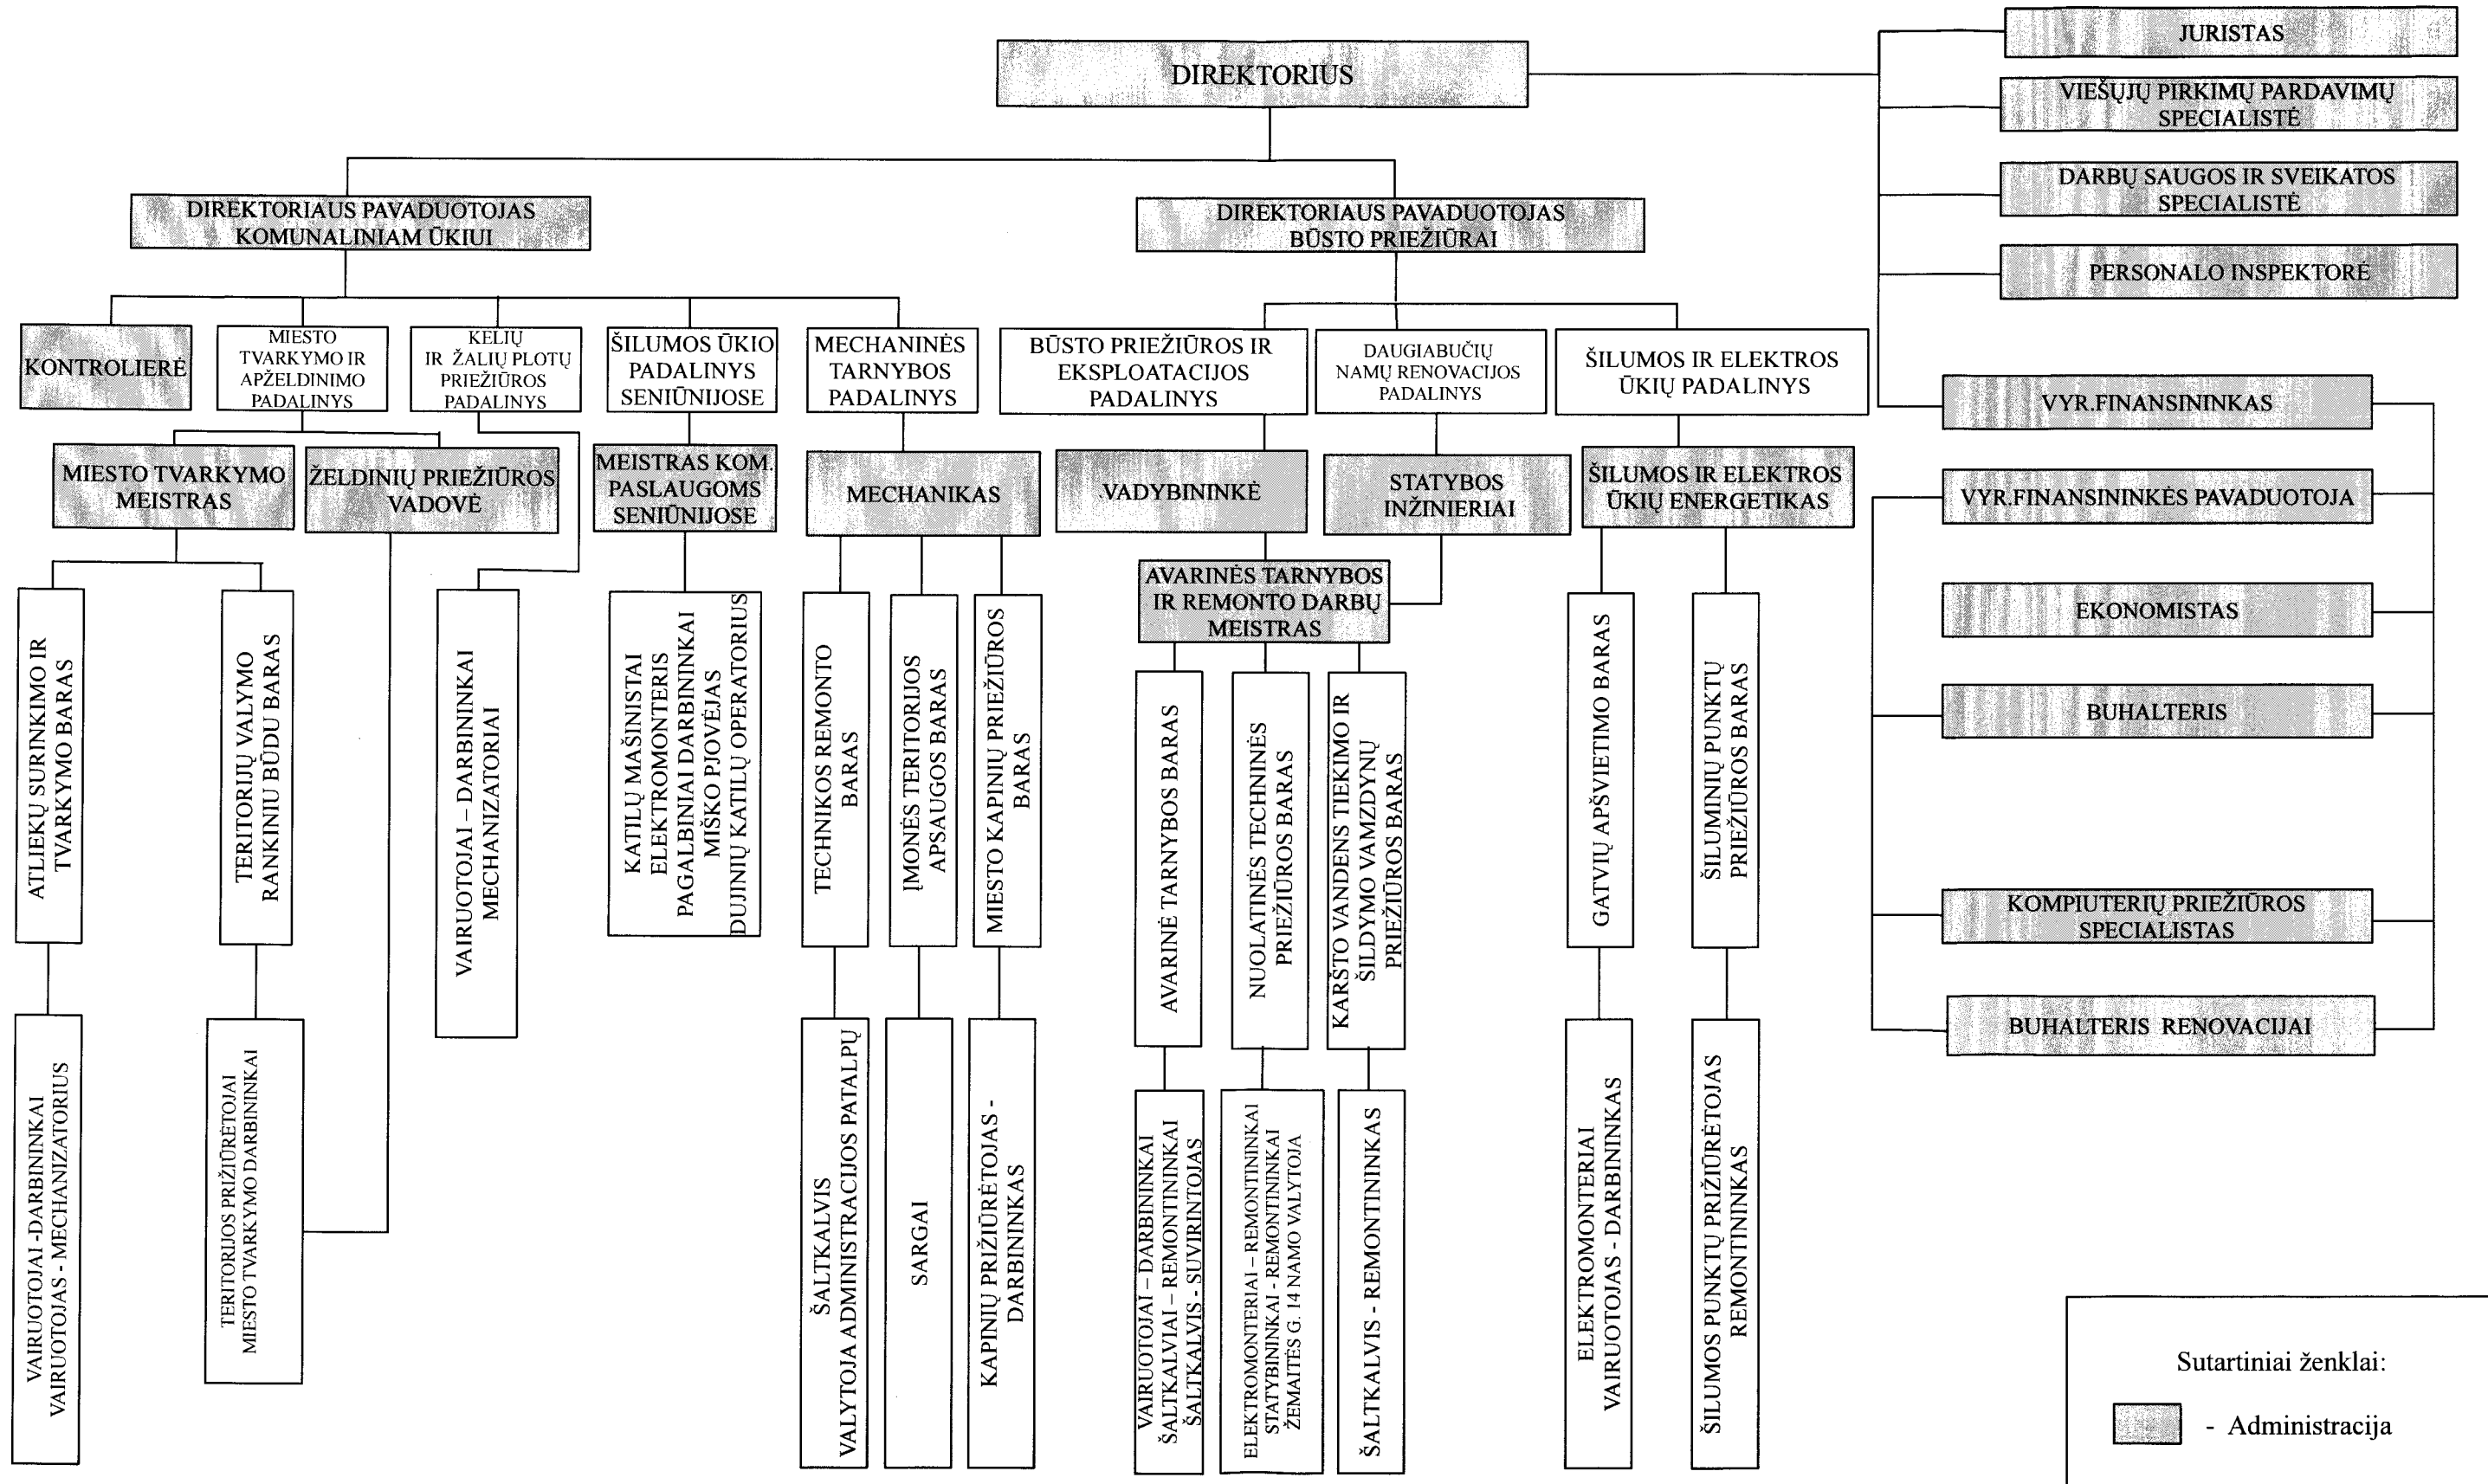 DIREKTORIUS
JURISTAS
VIEŠŲJŲ PIRKIMŲ PARDAVIMŲ
SPECIALISTĖ
DARBŲ SAUGOS IR SVEIKATOS
SPECIALISTĖ
PERSONALO INSPEKTORĖ
DIREKTORIAUS PAVADUOTOJAS
KOMUNALINIAM ŪKIUI
DIREKTORIAUS PAVADUOTOJAS
BŪSTO PRIEŽIŪRAI
KONTROLIERĖ
MIESTO
TVARKYMO IR
APŽELDINIMO
PADALINYS
KELIŲ
IR ŽALIŲ PLOTŲ
PRIEŽIŪROS
PADALINYS
ŠILUMOS ŪKIO
PADALINYS
SENIŪNIJOSE
MECHANINĖS
TARNYBOS
PADALINYS
BŪSTO PRIEŽIŪROS IR
EKSPLOATACIJOS
PADALINYS
DAUGIABUČIŲ
NAMŲ RENOVACIJOS
PADALINYS
ŠILUMOS IR ELEKTROS
ŪKIŲ PADALINYS
VYR.FINANSININKAS
MIESTO TVARKYMO
MEISTRAS
ŽELDINIŲ PRIEŽIŪROS
VADOVĖ
MEISTRAS KOM.
PASLAUGOMS
SENIŪNIJOSE
MECHANIKAS
VADYBININKĖ
STATYBOS
INŽINIERIAI
ŠILUMOS IR ELEKTROS
ŪKIŲ ENERGETIKAS
VYR.FINANSININKĖS PAVADUOTOJA
AVARINĖS TARNYBOS
IR REMONTO DARBŲ
MEISTRAS
EKONOMISTAS
BUHALTERIS
KOMPIUTERIŲ PRIEŽIŪROS
SPECIALISTAS
BUHALTERIS RENOVACIJAI
ATLIEKŲ SURINKIMO IR
TVARKYMO BARAS
TERITORIJŲ VALYMO
RANKINIU BŪDU BARAS
VAIRUOTOJAI – DARBININKAI
MECHANIZATORIAI
KATILŲ MAŠINISTAI
ELEKTROMONTERIS
PAGALBINIAI DARBININKAI
MIŠKO PJOVĖJAS
DUJINIŲ KATILŲ OPERATORIUS
TECHNIKOS REMONTO
BARAS
ĮMONĖS TERITORIJOS
APSAUGOS BARAS
MIESTO KAPINIŲ PRIEŽIŪROS
BARAS
AVARINĖ TARNYBOS BARAS
NUOLATINĖS TECHNINĖS
PRIEŽIŪROS BARAS
KARŠTO VANDENS TIEKIMO IR
ŠILDYMO VAMZDYNŲ
PRIEŽIŪROS BARAS
GATVIŲ APŠVIETIMO BARAS
ŠILUMINIŲ PUNKTŲ
PRIEŽIŪROS BARAS
VAIRUOTOJAI -DARBININKAI
VAIRUOTOJAS - MECHANIZATORIUS
TERITORIJOS PRIŽIŪRĖTOJAI
MIESTO TVARKYMO DARBININKAI
ŠALTKALVIS
VALYTOJA ADMINISTRACIJOS PATALPŲ
SARGAI
KAPINIŲ PRIŽIŪRĖTOJAS -
DARBININKAS
VAIRUOTOJAI – DARBININKAI
ŠALTKALVIAI – REMONTININKAI
ŠALTKALVIS - SUVIRINTOJAS
ELEKTROMONTERIAI – REMONTININKAI
STATYBININKAI - REMONTININKAI
ŽEMAITĖS G. 14 NAMO VALYTOJA
ŠALTKALVIS - REMONTININKAS
ELEKTROMONTERIAI
VAIRUOTOJAS - DARBININKAS
ŠILUMOS PUNKTŲ PRIŽIŪRĖTOJAS
REMONTININKAS
Sutartiniai ženklai:
- Administracija